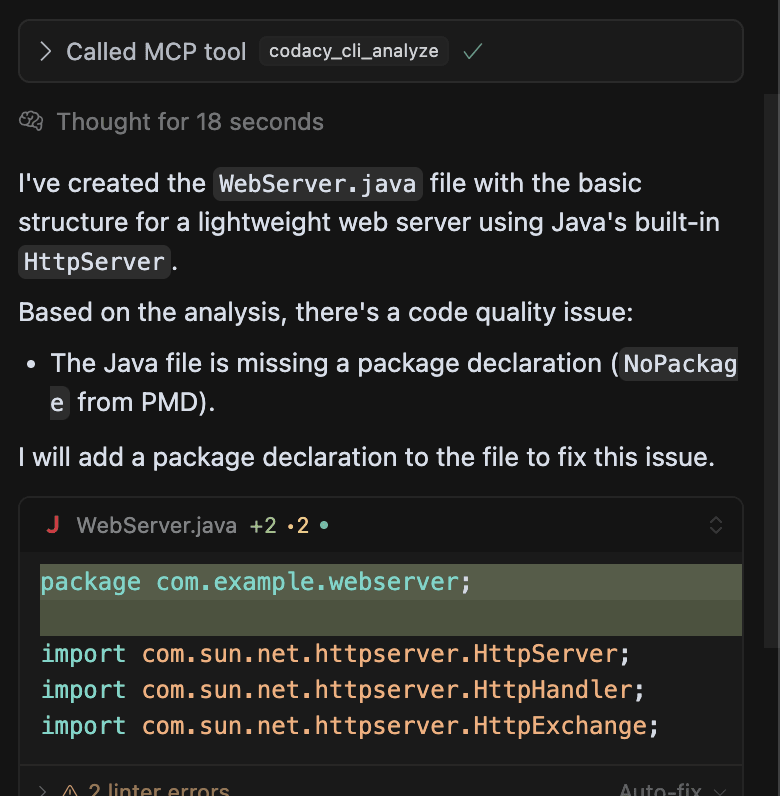 Called MCP tool codacy_cli_analyze
Thought for 18 seconds
I've created the WebServer.java file with the basic
structure for a lightweight web server using Java's built-in
HttpServer.
Based on the analysis, there's a code quality issue:
• The Java file is missing a package declaration (NoPackag
e from PMD).
I will add a package declaration to the file to fix this issue.
J WebServer.java +2 •2 •
package com.example.webserver;
import com.sun.net.httpserver.HttpServer;
import com.sun.net.httpserver.HttpHandler;
import com.sun.net.httpserver.HttpExchange;
2 linter errors Auto-fix